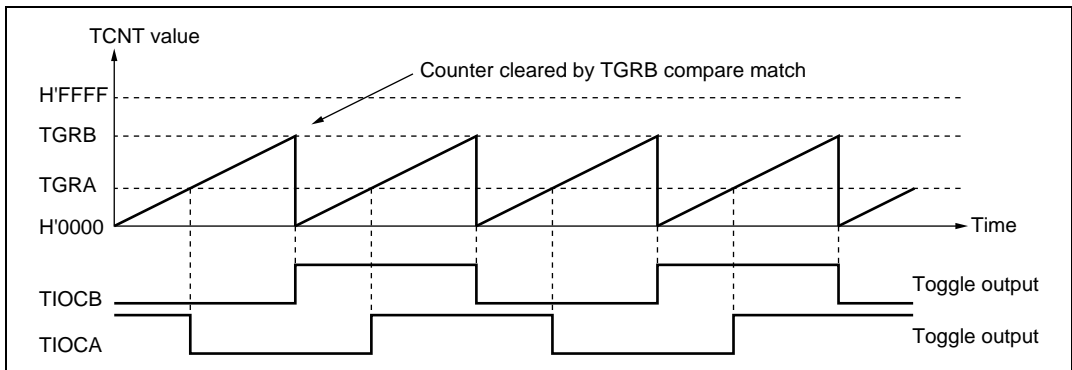 TCNT value
Counter cleared by TGRB compare match
H'FFFF
TGRB
TGRA
H'0000
Time
TIOCB
Toggle output
TIOCA
Toggle output